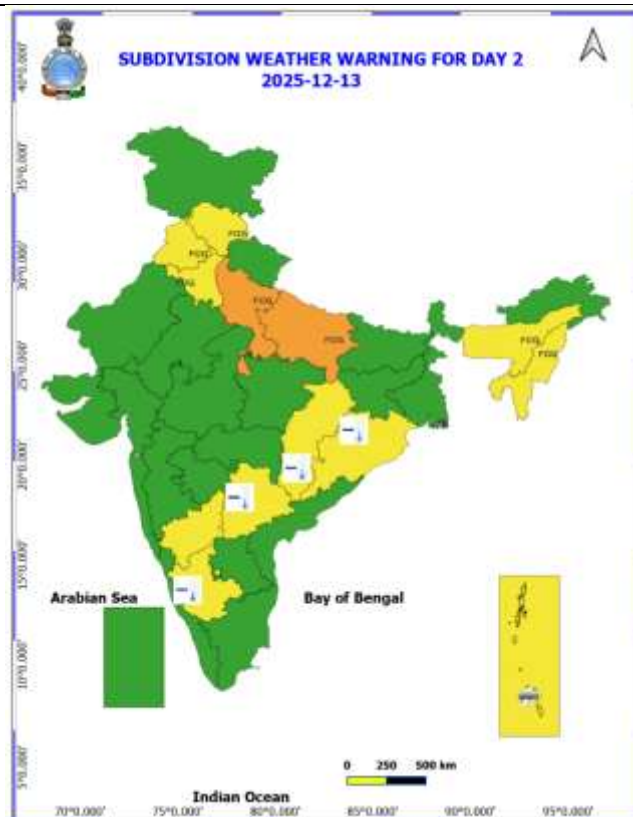 SUBDIVISION WEATHER WARNING FOR DAY 2
2025-12-13
40°0.000'
35°0.000'
30°0.000'
25°0.000'
20°0.000'
15°0.000'
10°0.000'
5°0.000'
FOG
FOG
FOG
FOG
FOG
FOG
FOG
Arabian Sea
Bay of Bengal
0 250 500 km
Indian Ocean
70°0.000' 75°0.000' 80°0.000' 85°0.000' 90°0.000' 95°0.000'